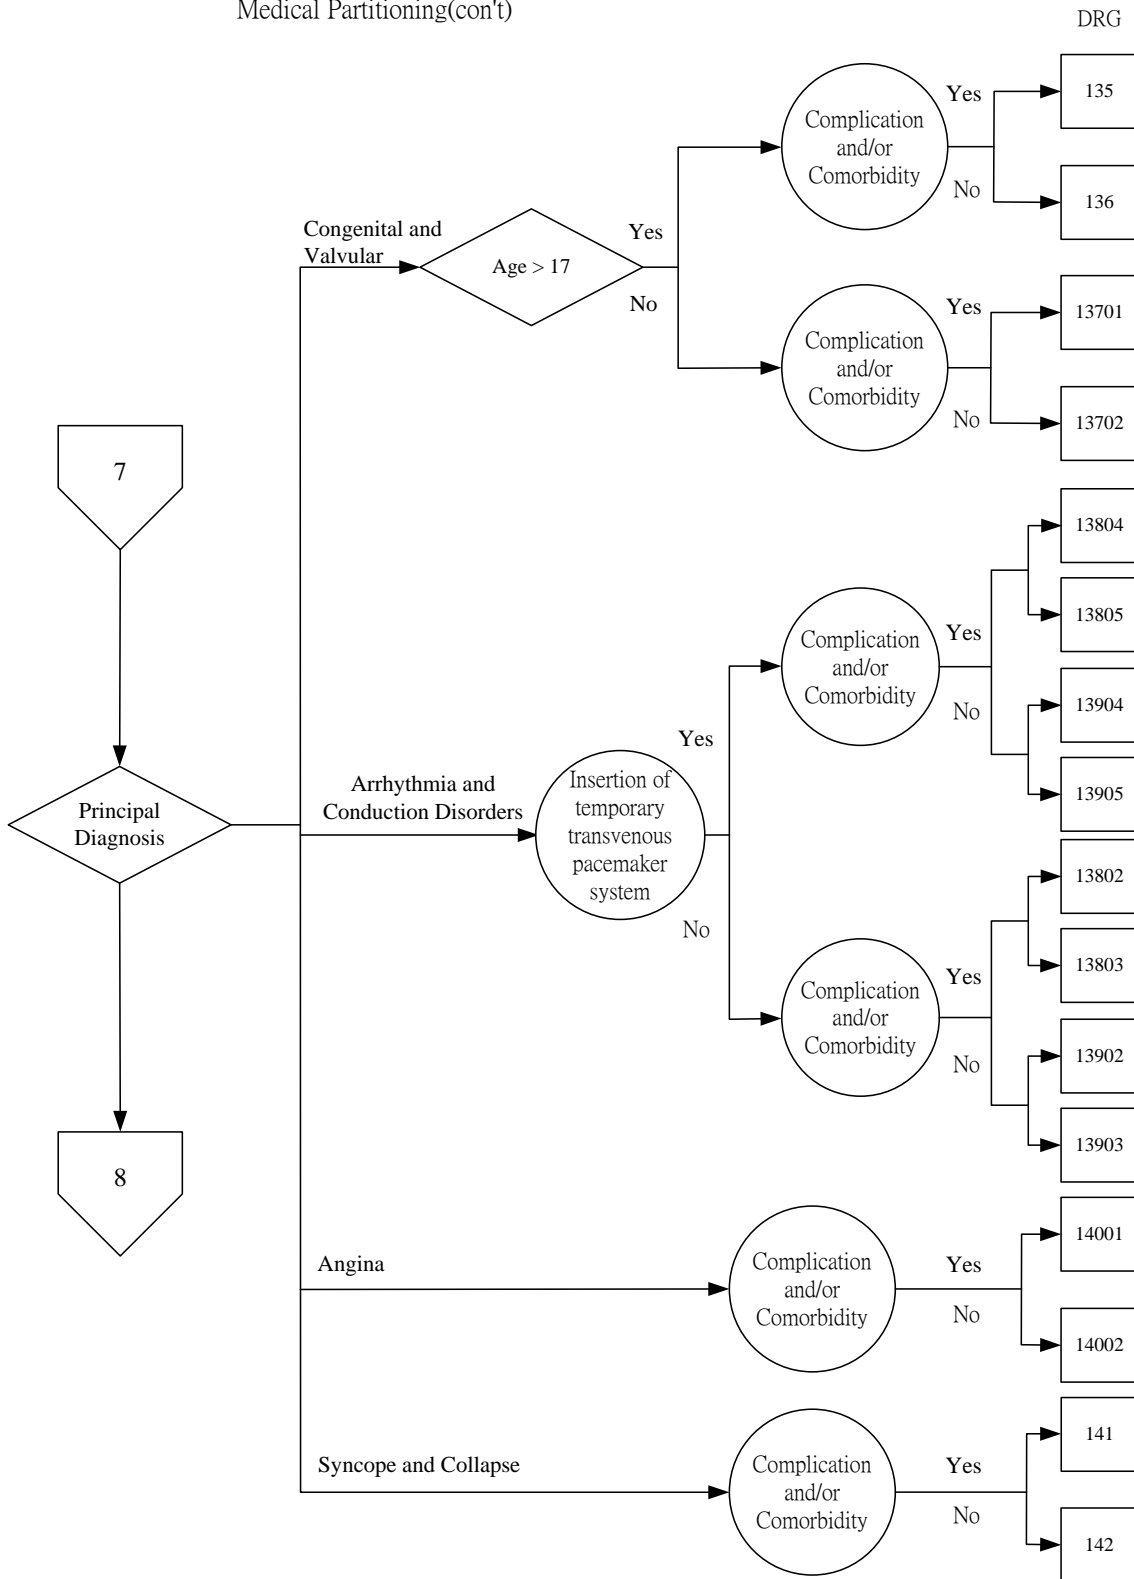 Medical Partitioning(con't)
DRG
Congenital and
Valvular
Age > 17
Yes
No
Complication
and/or
Comorbidity
Yes
No
135
136
Complication
and/or
Comorbidity
Yes
No
13701
13702
7
Principal
Diagnosis
8
Arrhythmia and
Conduction Disorders
Insertion of
temporary
transvenous
pacemaker
system
Yes
No
Complication
and/or
Comorbidity
Yes
No
13804
13805
13904
13905
Complication
and/or
Comorbidity
Yes
No
13802
13803
13902
13903
Angina
Complication
and/or
Comorbidity
Yes
No
14001
14002
Syncope and Collapse
Complication
and/or
Comorbidity
Yes
No
141
142